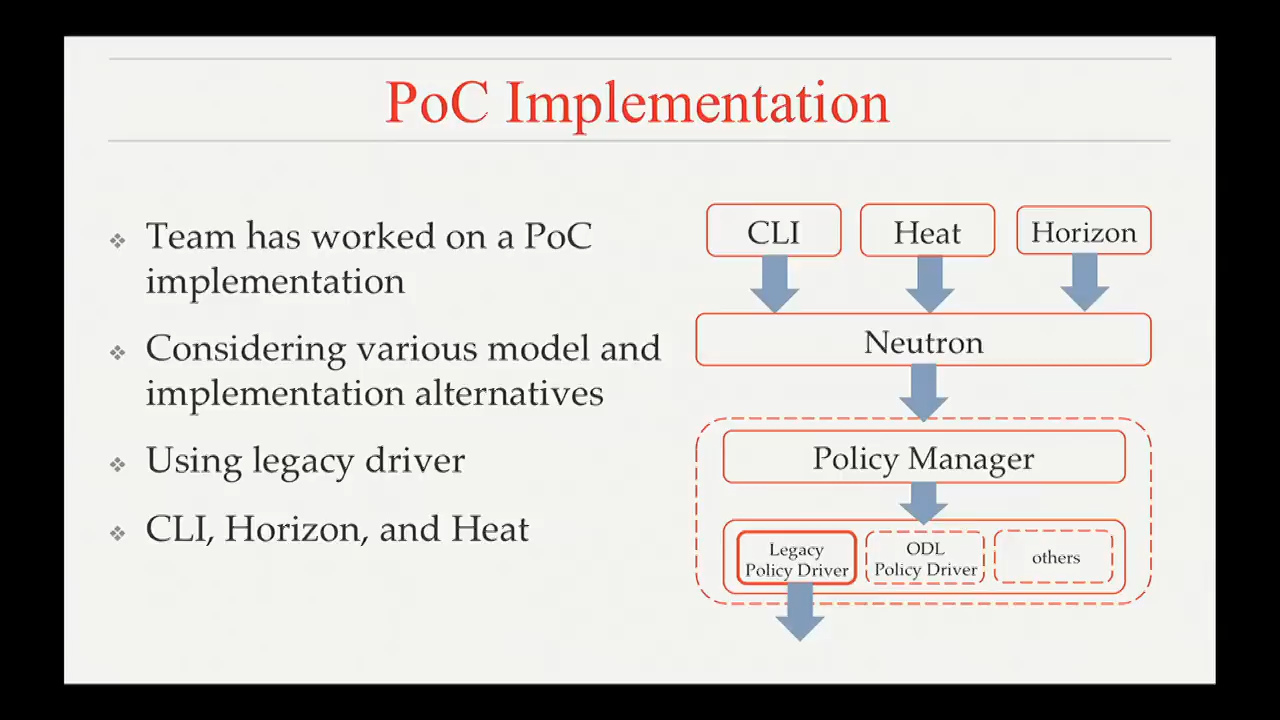 PoC Implementation
Team has worked on a PoC
implementation
Considering various model and
implementation alternatives
Using legacy driver
CLI, Horizon, and Heat
CLI
Heat
Horizon
Neutron
Policy Manager
Legacy
Policy Driver
ODL
Policy Driver
others